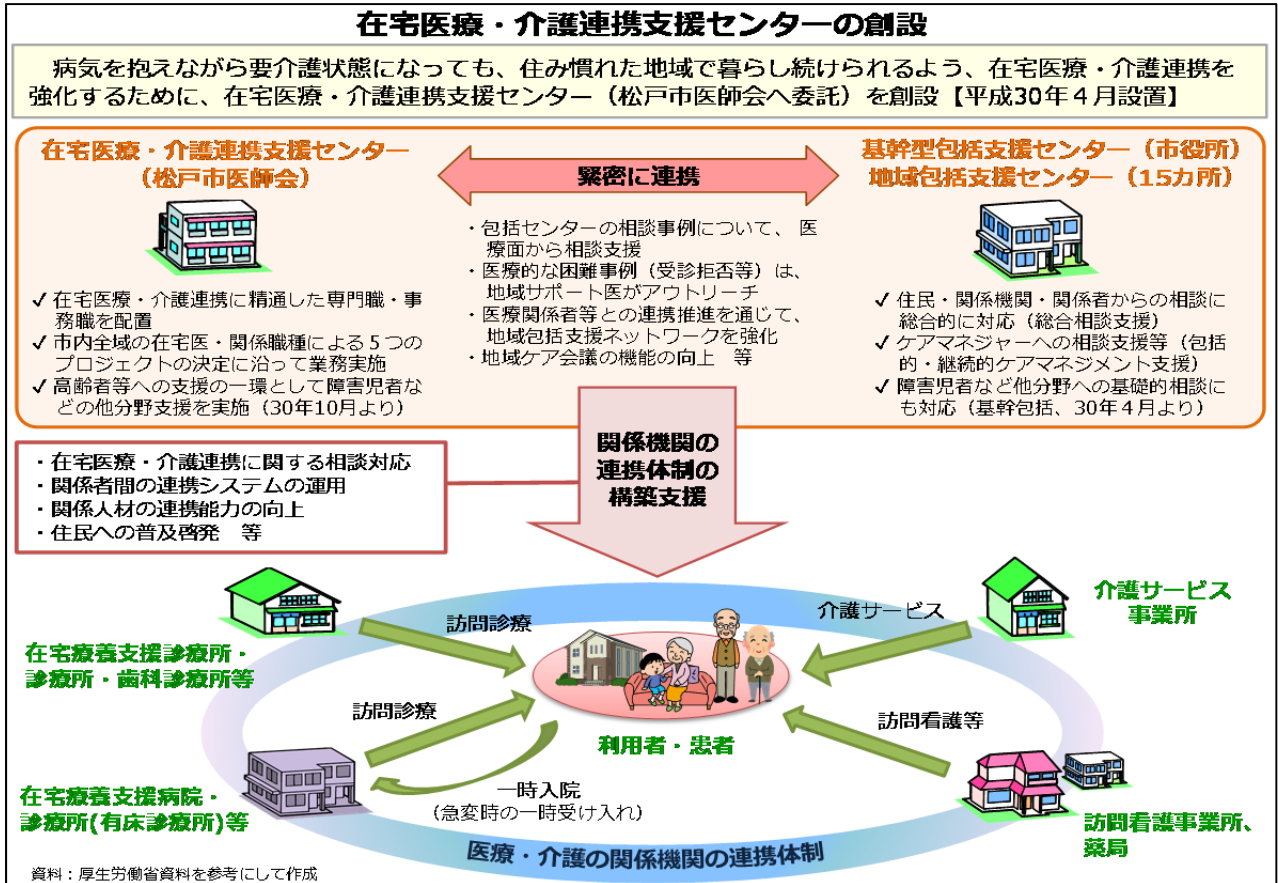 在宅医療・介護連携支援センターの創設
病気を抱えながら要介護状態になっても、住み慣れた地域で暮らし続けられるよう、在宅医療・介護連携を
強化するために、在宅医療・介護連携支援センター（松戸市医師会へ委託）を創設【平成30年４月設置】
在宅医療・介護連携支援センター
（松戸市医師会）
✓ 在宅医療・介護連携に精通した専門職・事
務職を配置
✓ 市内全域の在宅医・関係職種による５つの
プロジェクトの決定に沿って業務実施
✓ 高齢者等への支援の一環として障害児者な
どの他分野支援を実施（30年10月より）
緊密に連携
・包括センターの相談事例について、 医
療面から相談支援
・医療的な困難事例（受診拒否等）は、
地域サポート医がアウトリーチ
・医療関係者等との連携推進を通じて、
地域包括支援ネットワークを強化
・地域ケア会議の機能の向上　等
基幹型包括支援センター（市役所）
地域包括支援センター（15カ所）
✓ 住民・関係機関・関係者からの相談に
総合的に対応（総合相談支援）
✓ ケアマネジャーへの相談支援等（包括
的・継続的ケアマネジメント支援）
✓ 障害児者など他分野への基礎的相談に
も対応（基幹包括、30年４月より）
関係機関の
連携体制の
構築支援
・在宅医療・介護連携に関する相談対応
・関係者間の連携システムの運用
・関係人材の連携能力の向上
・住民への普及啓発　等
訪問診療
介護サービス
介護サービス
事業所
在宅療養支援診療所・
診療所・歯科診療所等
訪問診療
訪問看護等
利用者・患者
一時入院
（急変時の一時受け入れ）
在宅療養支援病院・
診療所(有床診療所)等
訪問看護事業所、
薬局
医療・介護の関係機関の連携体制
資料：厚生労働省資料を参考にして作成